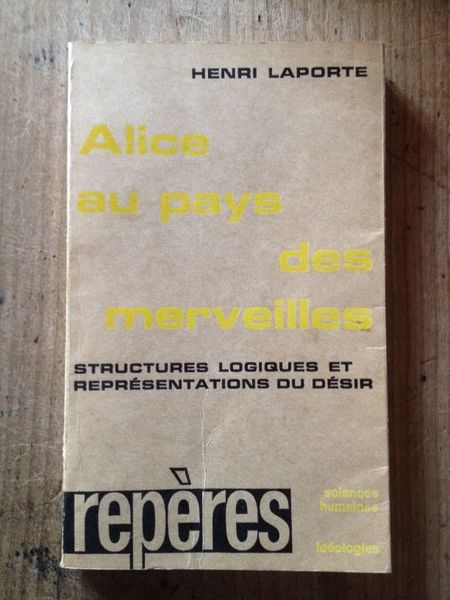 HENRI LAPORTE
Alice
au pays
des
merveilles
STRUCTURES LOGIQUES ET
REPRÉSENTATIONS DU DÉSIR
repères
sciences
humaines
idéologies